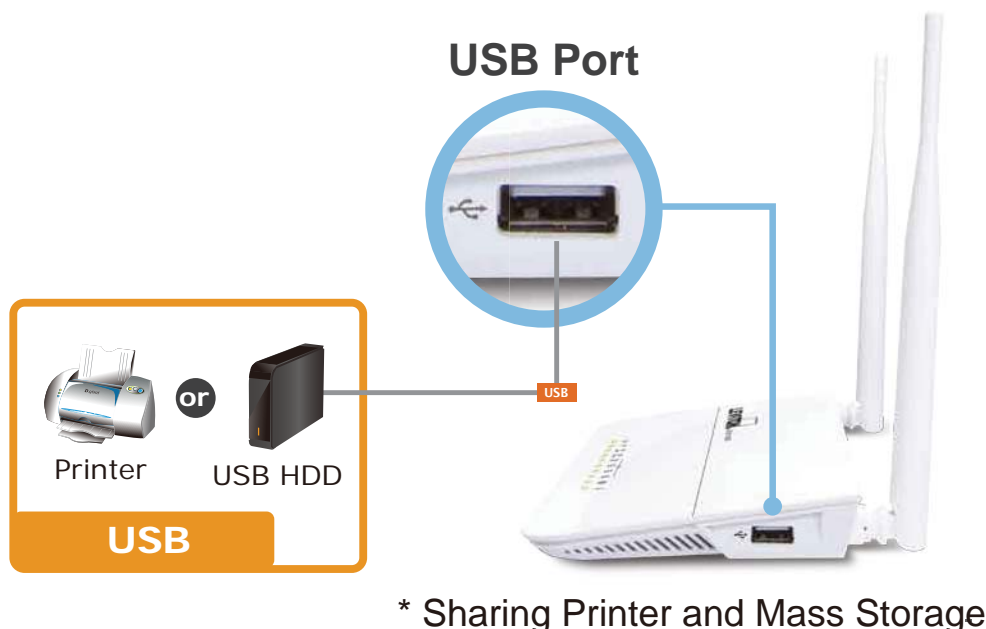 USB Port
USB
or
Printer
USB HDD
USB
* Sharing Printer and Mass Storage